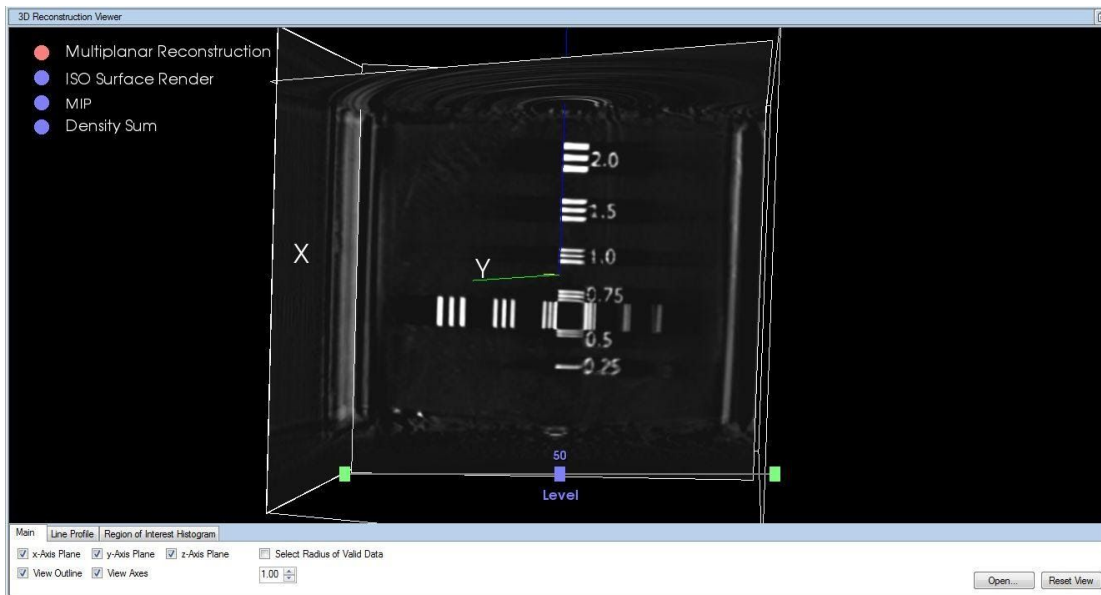 3D Reconstruction Viewer
Multiplanar Reconstruction
ISO Surface Render
MIP
Density Sum
2.0
1.5
X
1.0
Y
0.75
0.5
0.25
50
Level
Main Line Profile Region of Interest Histogram
x-Axis Plane y-Axis Plane z-Axis Plane Select Radius of Valid Data
View Outline View Axes 1.00
Open... Reset View